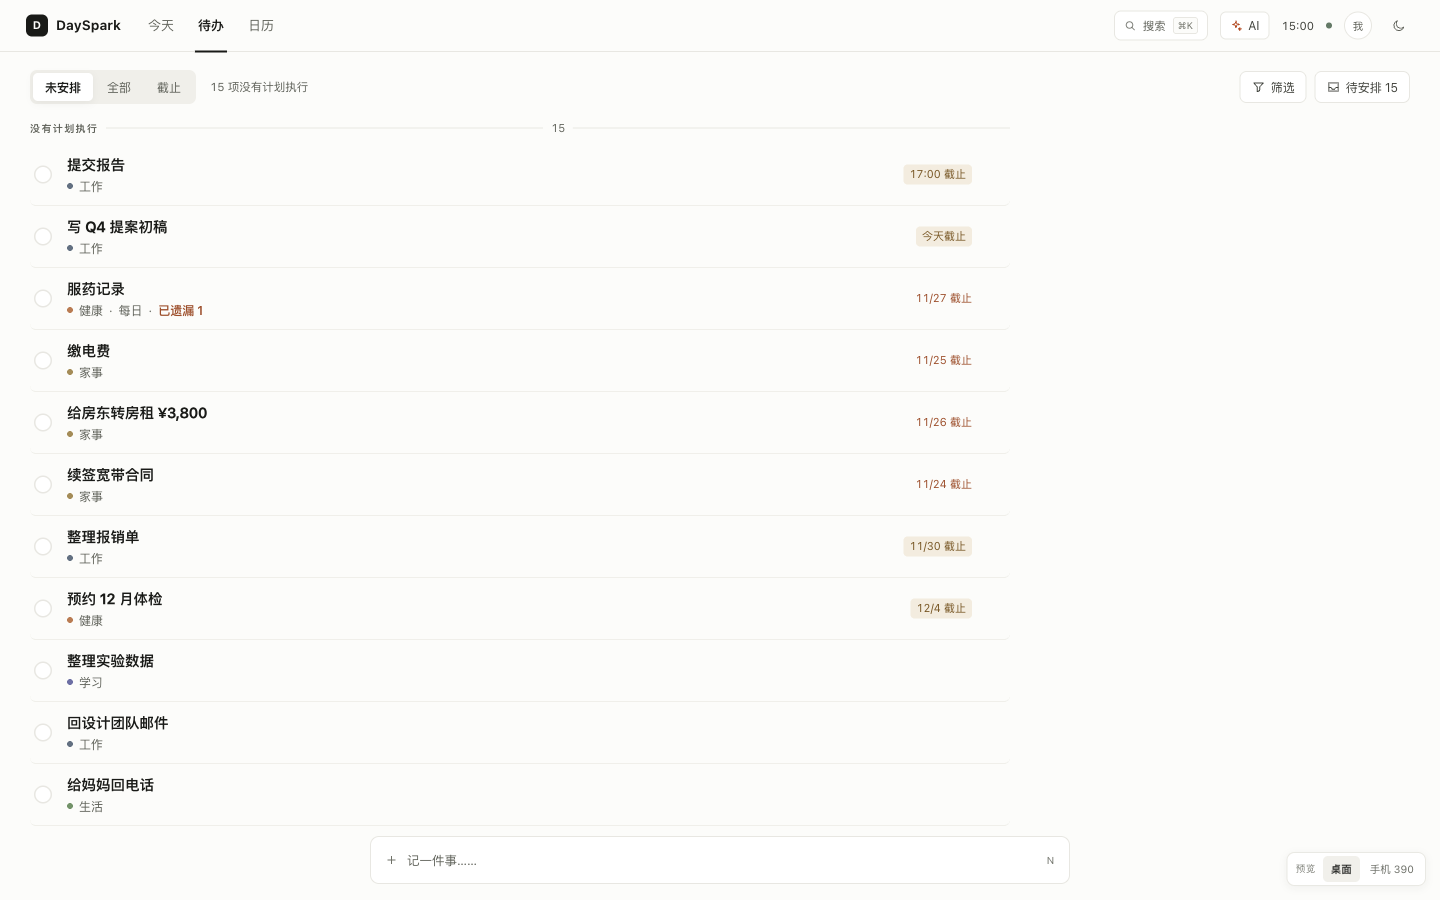 D DaySpark 今天 待办 日历 搜索 ⌘K AI 15:00 我
未安排 全部 截止 15 项没有计划执行 筛选 待安排 15
没有计划执行 15
提交报告
工作
17:00 截止
写 Q4 提案初稿
工作
今天截止
服药记录
健康 · 每日 · 已遗漏 1
11/27 截止
缴电费
家事
11/25 截止
给房东转房租 ¥3,800
家事
11/26 截止
续签宽带合同
家事
11/24 截止
整理报销单
工作
11/30 截止
预约 12 月体检
健康
12/4 截止
整理实验数据
学习
回设计团队邮件
工作
给妈妈回电话
生活
+ 记一件事…… N
预览 桌面 手机 390